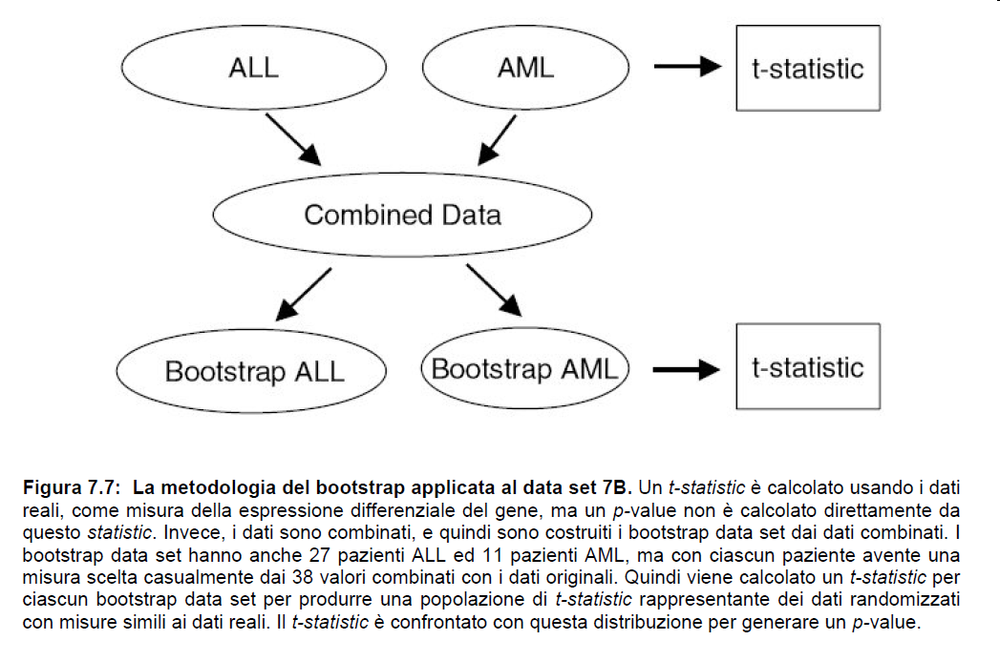 ALL AML t-statistic
Combined Data
Bootstrap ALL Bootstrap AML t-statistic
Figura 7.7: La metodologia del bootstrap applicata al data set 7B. Un t-statistic è calcolato usando i dati
reali, come misura della espressione differenziale del gene, ma un p-value non è calcolato direttamente da
questo statistic. Invece, i dati sono combinati, e quindi sono costruiti i bootstrap data set dai dati combinati. I
bootstrap data set hanno anche 27 pazienti ALL ed 11 pazienti AML, ma con ciascun paziente avente una
misura scelta casualmente dai 38 valori combinati con i dati originali. Quindi viene calcolato un t-statistic per
ciascun bootstrap data set per produrre una popolazione di t-statistic rappresentante dei dati randomizzati
con misure simili ai dati reali. Il t-statistic è confrontato con questa distribuzione per generare un p-value.